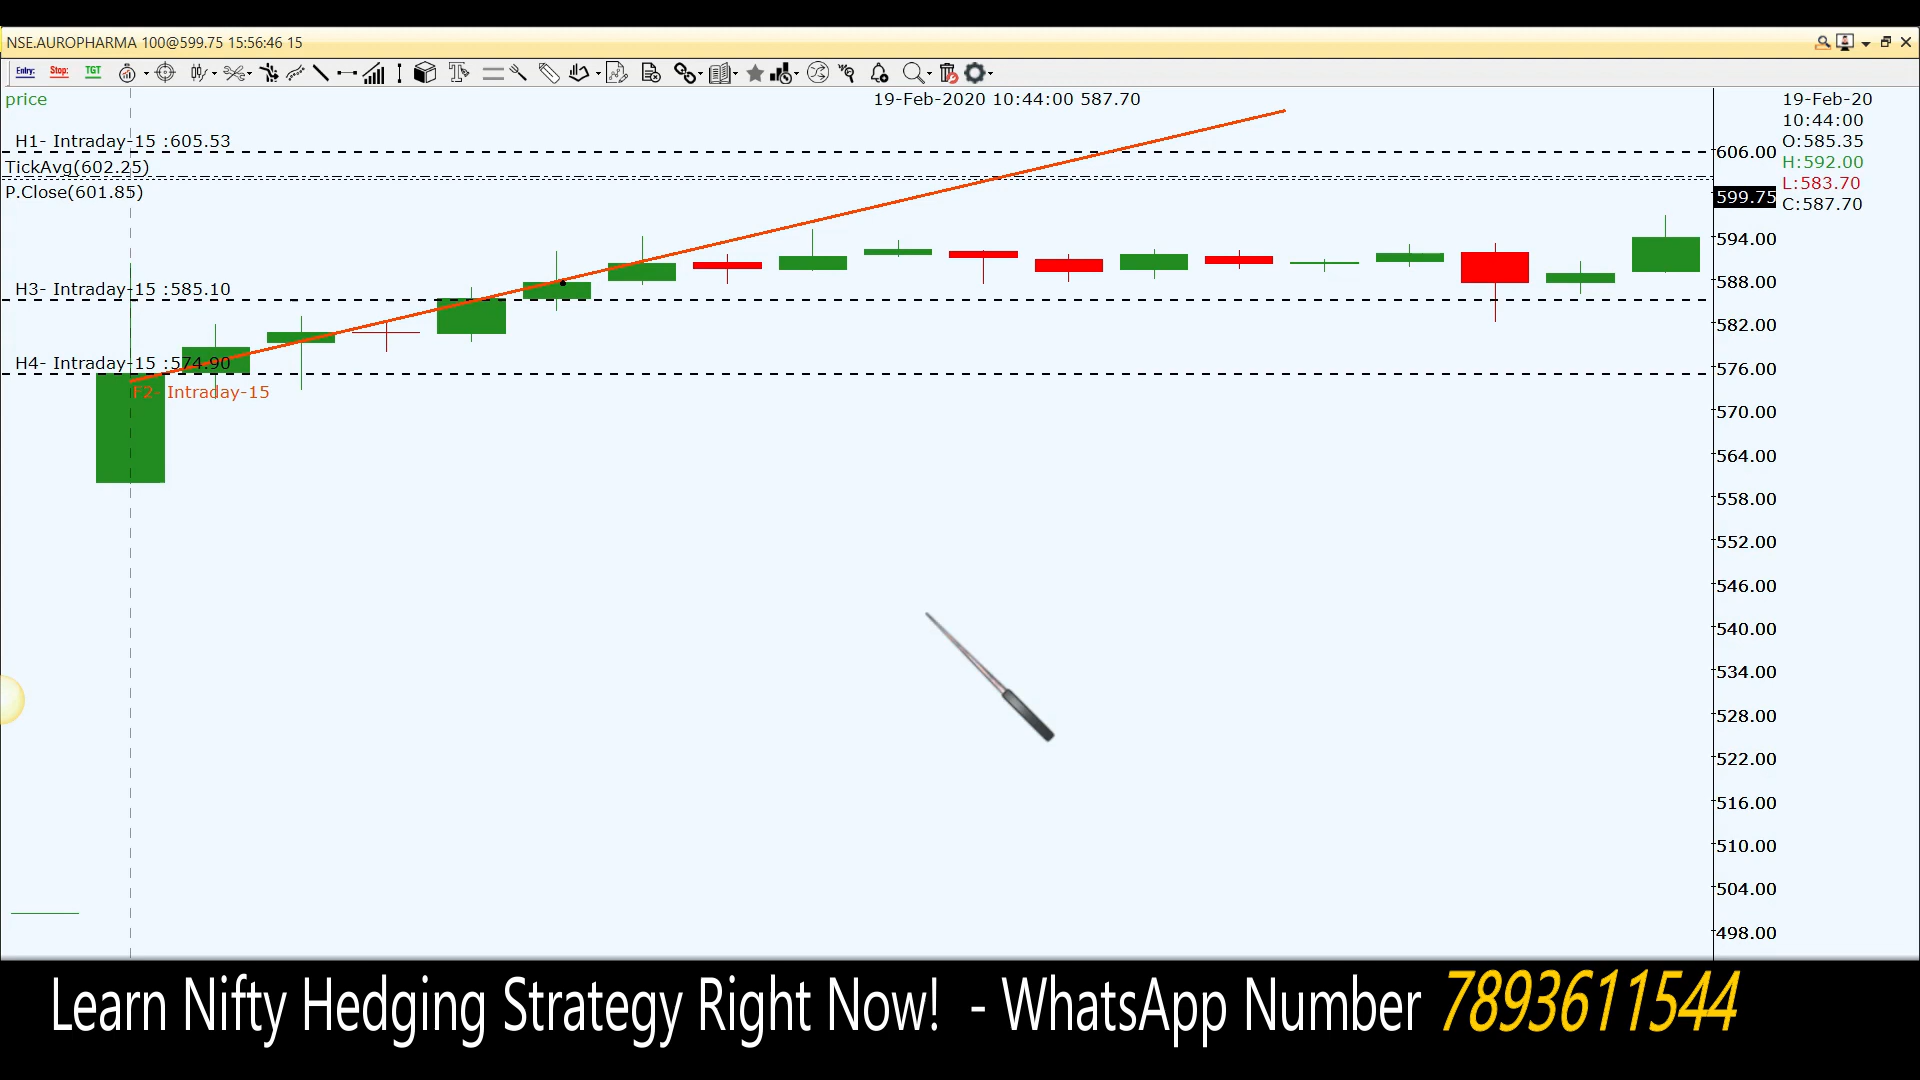 NSE.AUROPHARMA 100@599.75 15:56:46 15
Entry: Stop: TGT
price
19-Feb-2020 10:44:00 587.70
19-Feb-20
10:44:00
O:585.35
H:592.00
L:583.70
C:587.70
H1- Intraday-15 :605.53
TickAvg(602.25)
P.Close(601.85)
H3- Intraday-15 :585.10
H4- Intraday-15 :574.90
F2- Intraday-15
606.00
599.75
594.00
588.00
582.00
576.00
570.00
564.00
558.00
552.00
546.00
540.00
534.00
528.00
522.00
516.00
510.00
504.00
498.00
Learn Nifty Hedging Strategy Right Now! - WhatsApp Number 7893611544